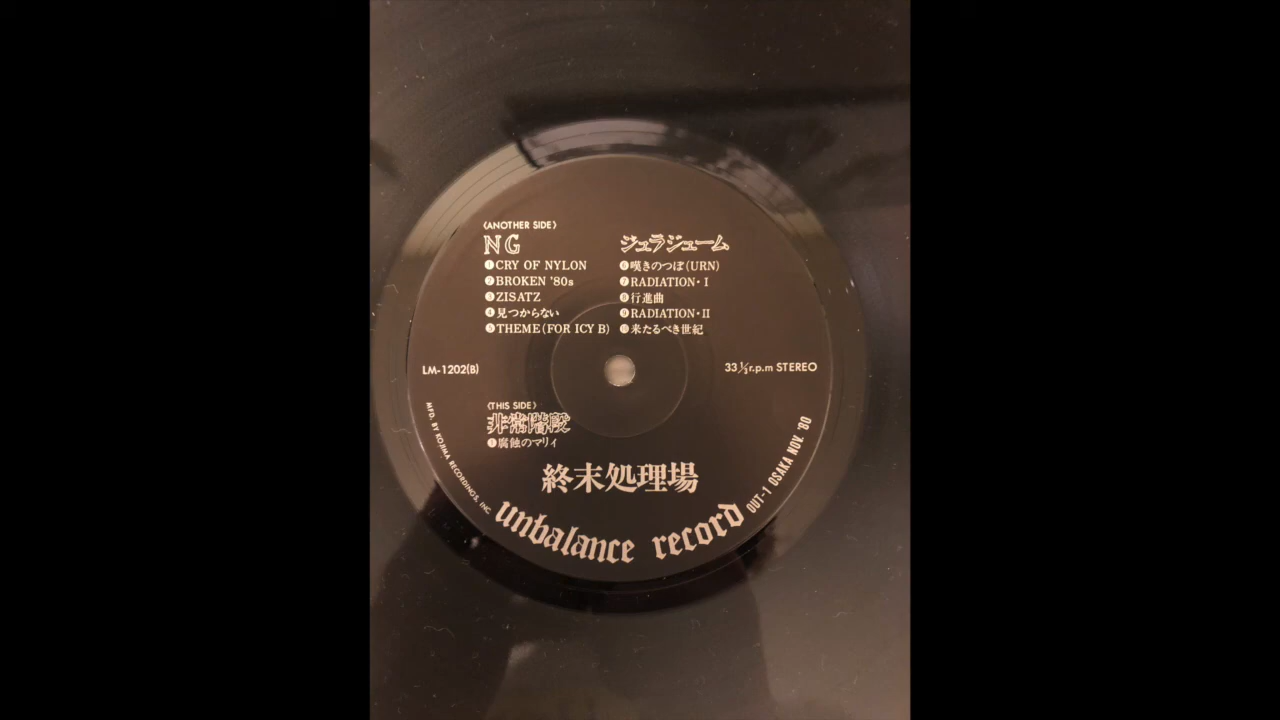 《ANOTHER SIDE》
NG
❶CRY OF NYLON
❷BROKEN '80s
❸ZISATZ
❹見つからない
❺THEME(FOR ICY B)
ジュラジューム
❻嘆きのつぼ(URN)
❼RADIATION・I
❽行進曲
❾RADIATION・II
❿来たるべき世紀
LM-1202(B)
33⅓r.p.m STEREO
《THIS SIDE》
非常階段
❶腐蝕のマリィ
終末処理場
MFD. BY KOJIMA RECORDINGS, INC.
unbalance record
OUT-1 OSAKA NOV. '80